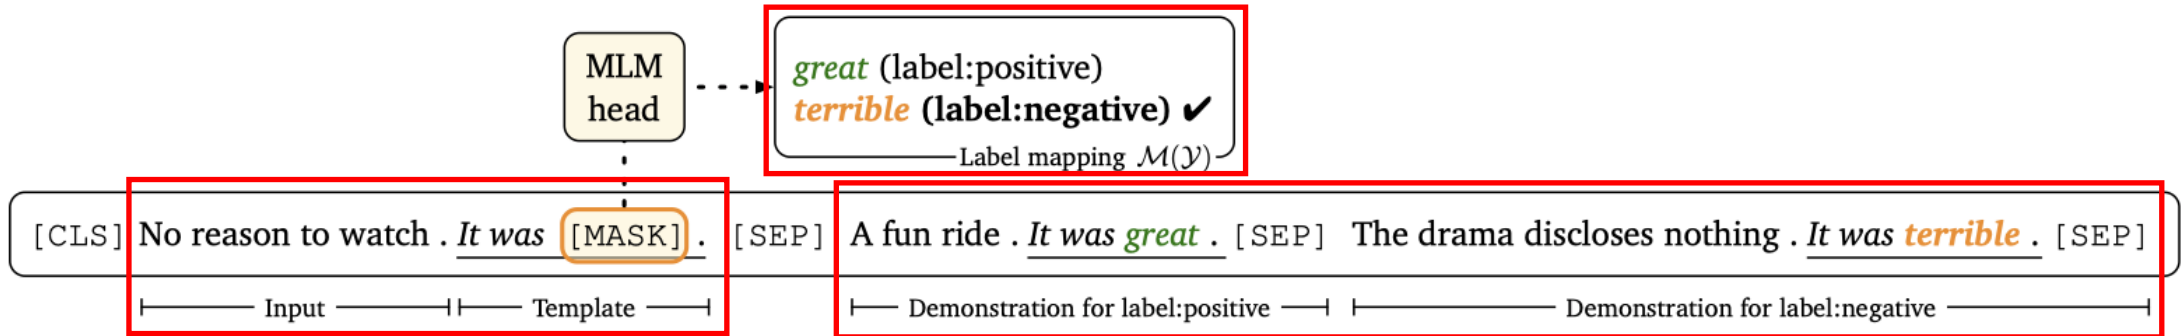 MLM
head
great (label:positive)
terrible (label:negative) ✔
Label mapping M(Y)
[CLS] No reason to watch . It was [MASK] . [SEP] A fun ride . It was great . [SEP] The drama discloses nothing . It was terrible . [SEP]
Input Template Demonstration for label:positive Demonstration for label:negative